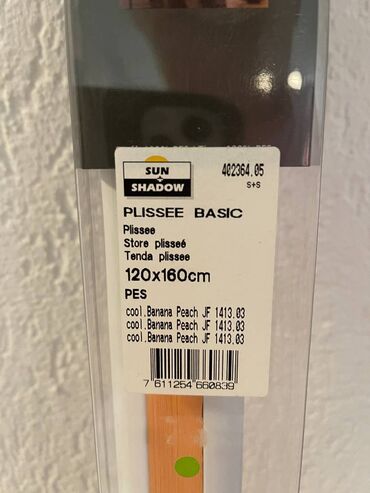 SUN
+
SHADOW
402364.05
S+S
PLISSEE BASIC
Plissee
Store plisseé
Tenda plissee
120x160cm
PES
cool.Banana Peach JF 1413.03
cool.Banana Peach JF 1413.03
cool.Banana Peach JF 1413.03
7 611254 660839